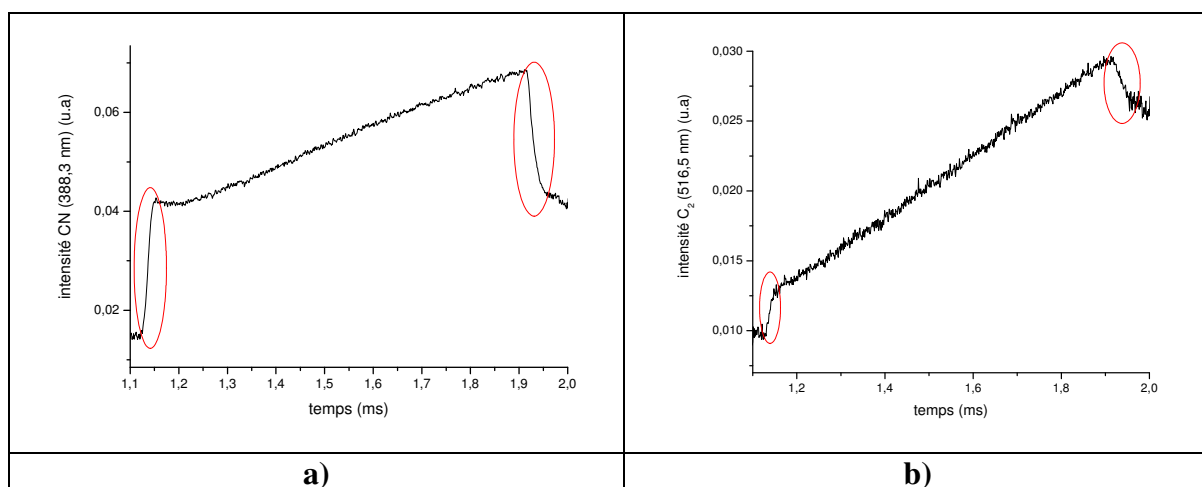 0,06
0,04
0,02
intensité CN (388,3 nm) (u.a)
1,1 1,2 1,3 1,4 1,5 1,6 1,7 1,8 1,9 2,0
temps (ms)
a)
0,030
0,025
0,020
0,015
0,010
intensité C2 (516,5 nm) (u.a)
1,2 1,4 1,6 1,8 2,0
temps (ms)
b)